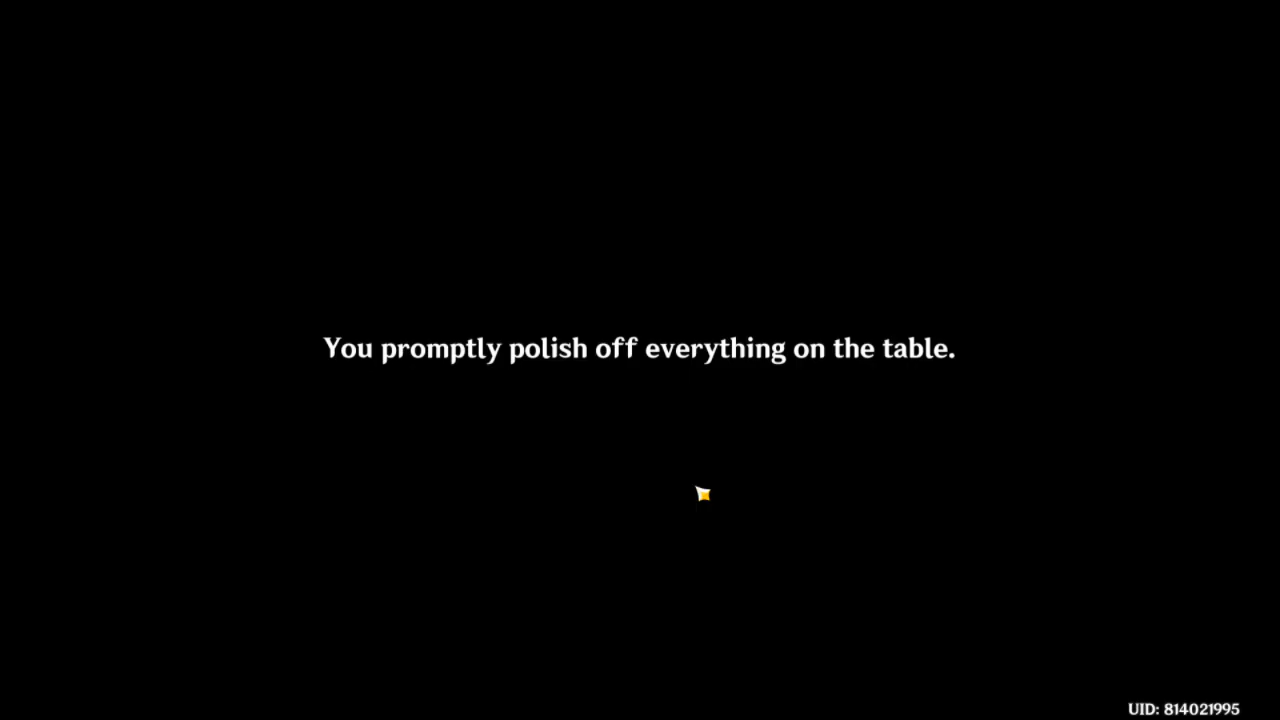 You promptly polish off everything on the table.
UID: 814021995